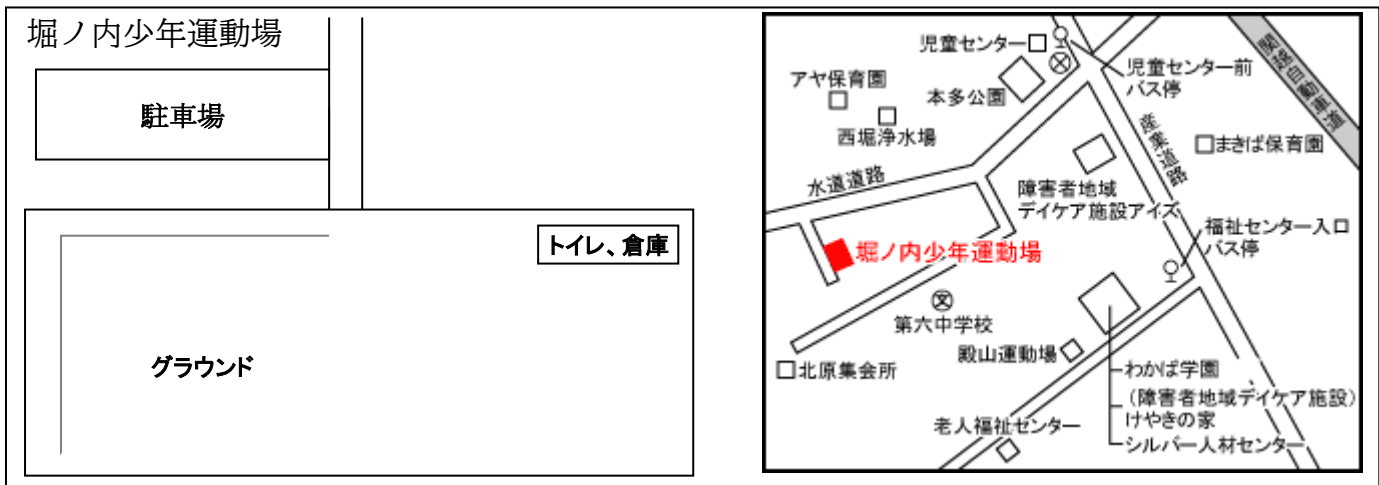 堀ノ内少年運動場
駐車場
トイレ、倉庫
グラウンド
児童センター
アヤ保育園
本多公園
児童センター前
バス停
関越自動車道
西堀浄水場
産業道路
まきば保育園
水道道路
障害者地域
デイケア施設アイズ
福祉センター入口
バス停
堀ノ内少年運動場
文
第六中学校
殿山運動場
北原集会所
わかば学園
（障害者地域デイケア施設）
けやきの家
老人福祉センター
シルバー人材センター